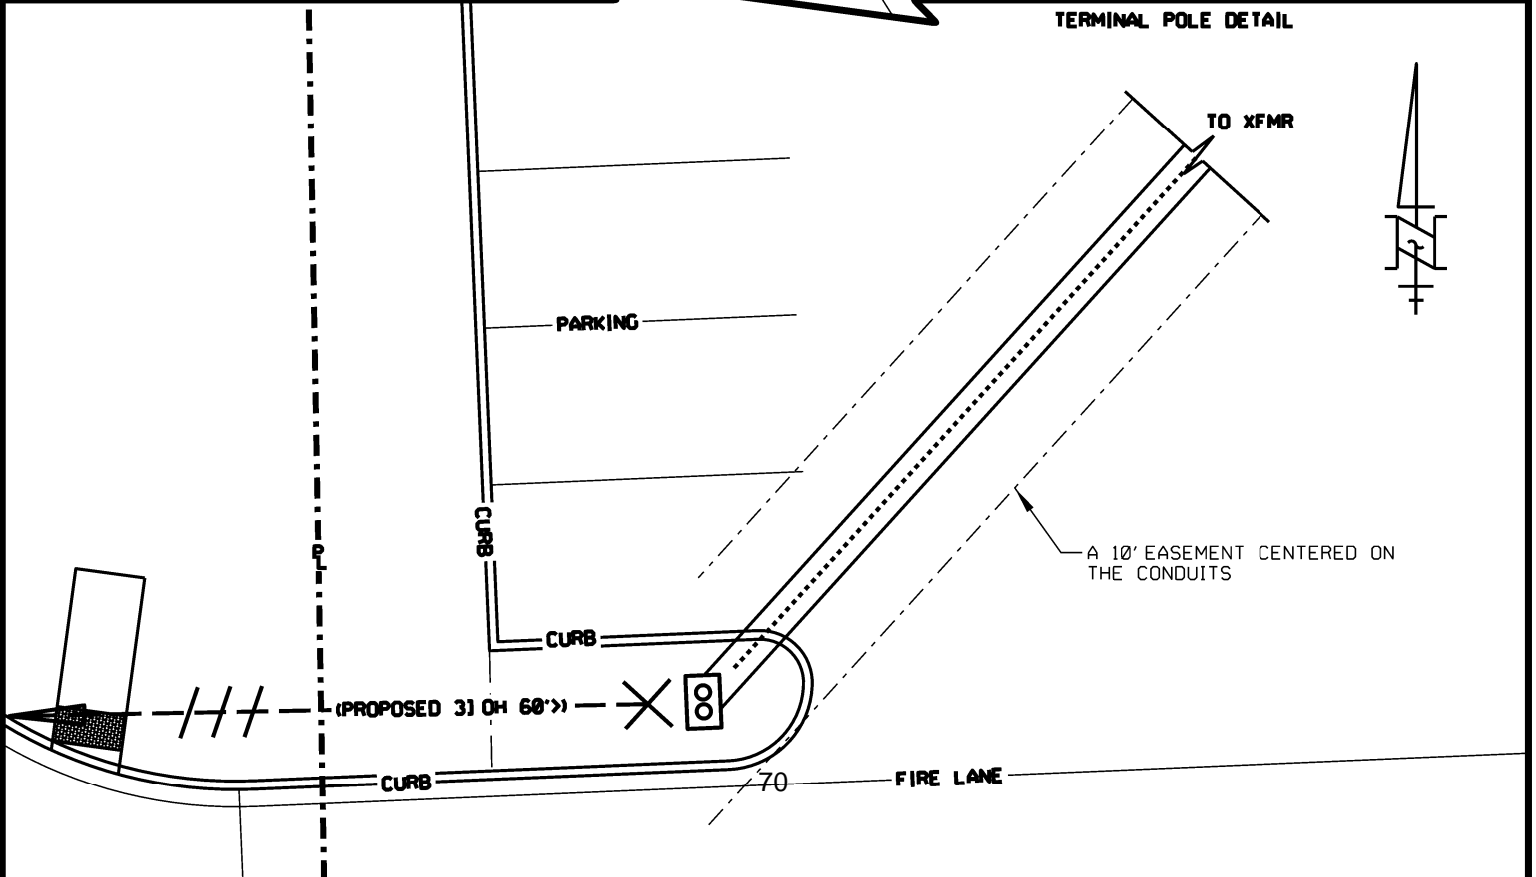 TERMINAL POLE DETAIL
TO XFMR
PARKING
CURB
PL
A 10' EASEMENT CENTERED ON
THE CONDUITS
CURB
(PROPOSED 3] OH 60'>)
70
FIRE LANE
CURB
N